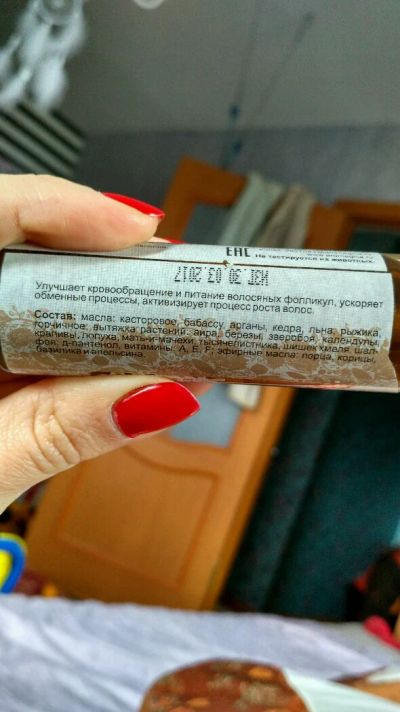 ЕАС
Не тестируется на животных.
ИЗГ. 30 03 2017
Улучшает кровообращение и питание волосяных фолликул, ускоряет
обменные процессы, активизирует процесс роста волос.
Состав: масла: касторовое, бабассу, арганы, кедра, льна, рыжика,
горчичное; вытяжка растений: аира, березы, зверобоя, календулы,
крапивы, лопуха, мать-и-мачехи, тысячелистника, шишек хмеля, шал-
фея; д-пантенол, витамины: А, Е, F; эфирные масла: перца, корицы,
базилика и апельсина.